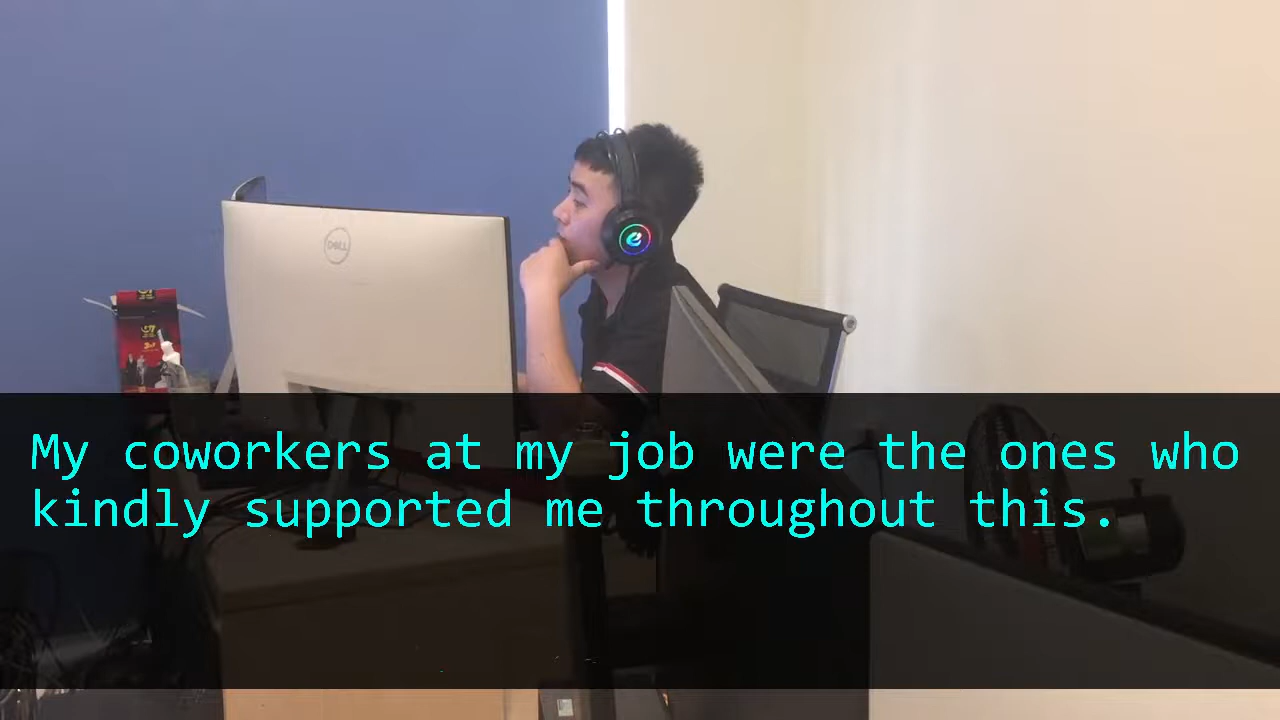 DELL
My coworkers at my job were the ones who
kindly supported me throughout this.